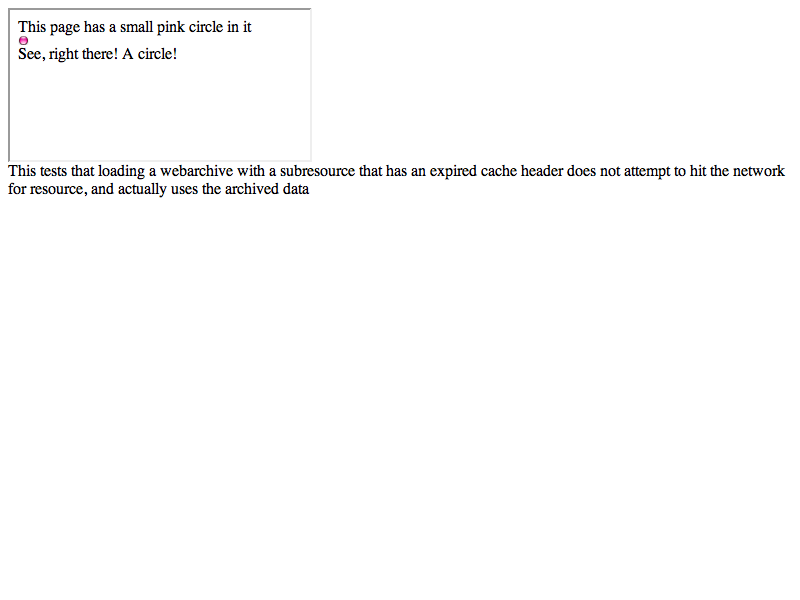 This page has a small pink circle in it
See, right there! A circle!
This tests that loading a webarchive with a subresource that has an expired cache header does not attempt to hit the network
for resource, and actually uses the archived data